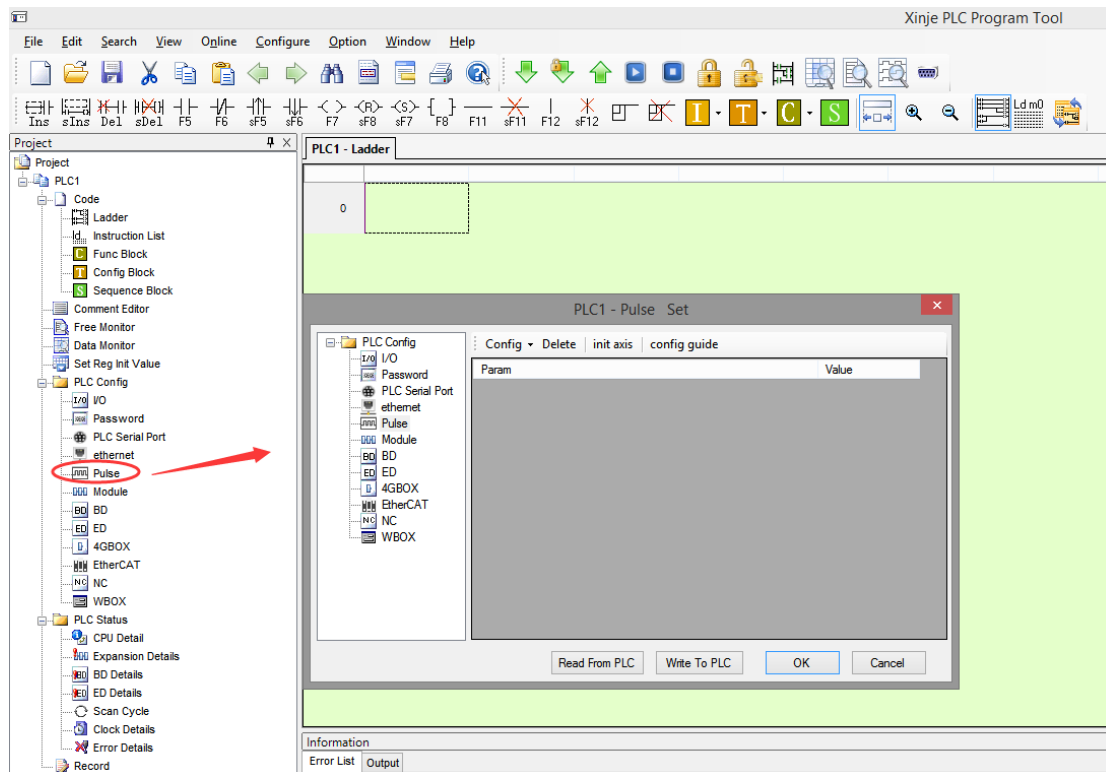 Xinje PLC Program Tool
File Edit Search View Online Configure Option Window Help
Ins sIns Del sDel F5 F6 sF5 sF6 F7 sF8 sF7 F8 F11 sF11 F12 sF12 I T C S Ld m0
Project
PLC1 - Ladder
Project
PLC1
Code
Ladder
Instruction List
Func Block
Config Block
Sequence Block
Comment Editor
Free Monitor
Data Monitor
Set Reg Init Value
PLC Config
I/O I/O
Password
PLC Serial Port
ethernet
Pulse
Module
BD BD
ED ED
4GBOX
EtherCAT
NC NC
WBOX
PLC Status
CPU Detail
Expansion Details
BD Details
ED Details
Scan Cycle
Clock Details
Error Details
Record
0
PLC1 - Pulse Set
PLC Config
I/O I/O
Password
PLC Serial Port
ethernet
Pulse
Module
BD BD
ED ED
4GBOX
EtherCAT
NC NC
WBOX
Config Delete init axis config guide
Param Value
Read From PLC Write To PLC OK Cancel
Information
Error List Output